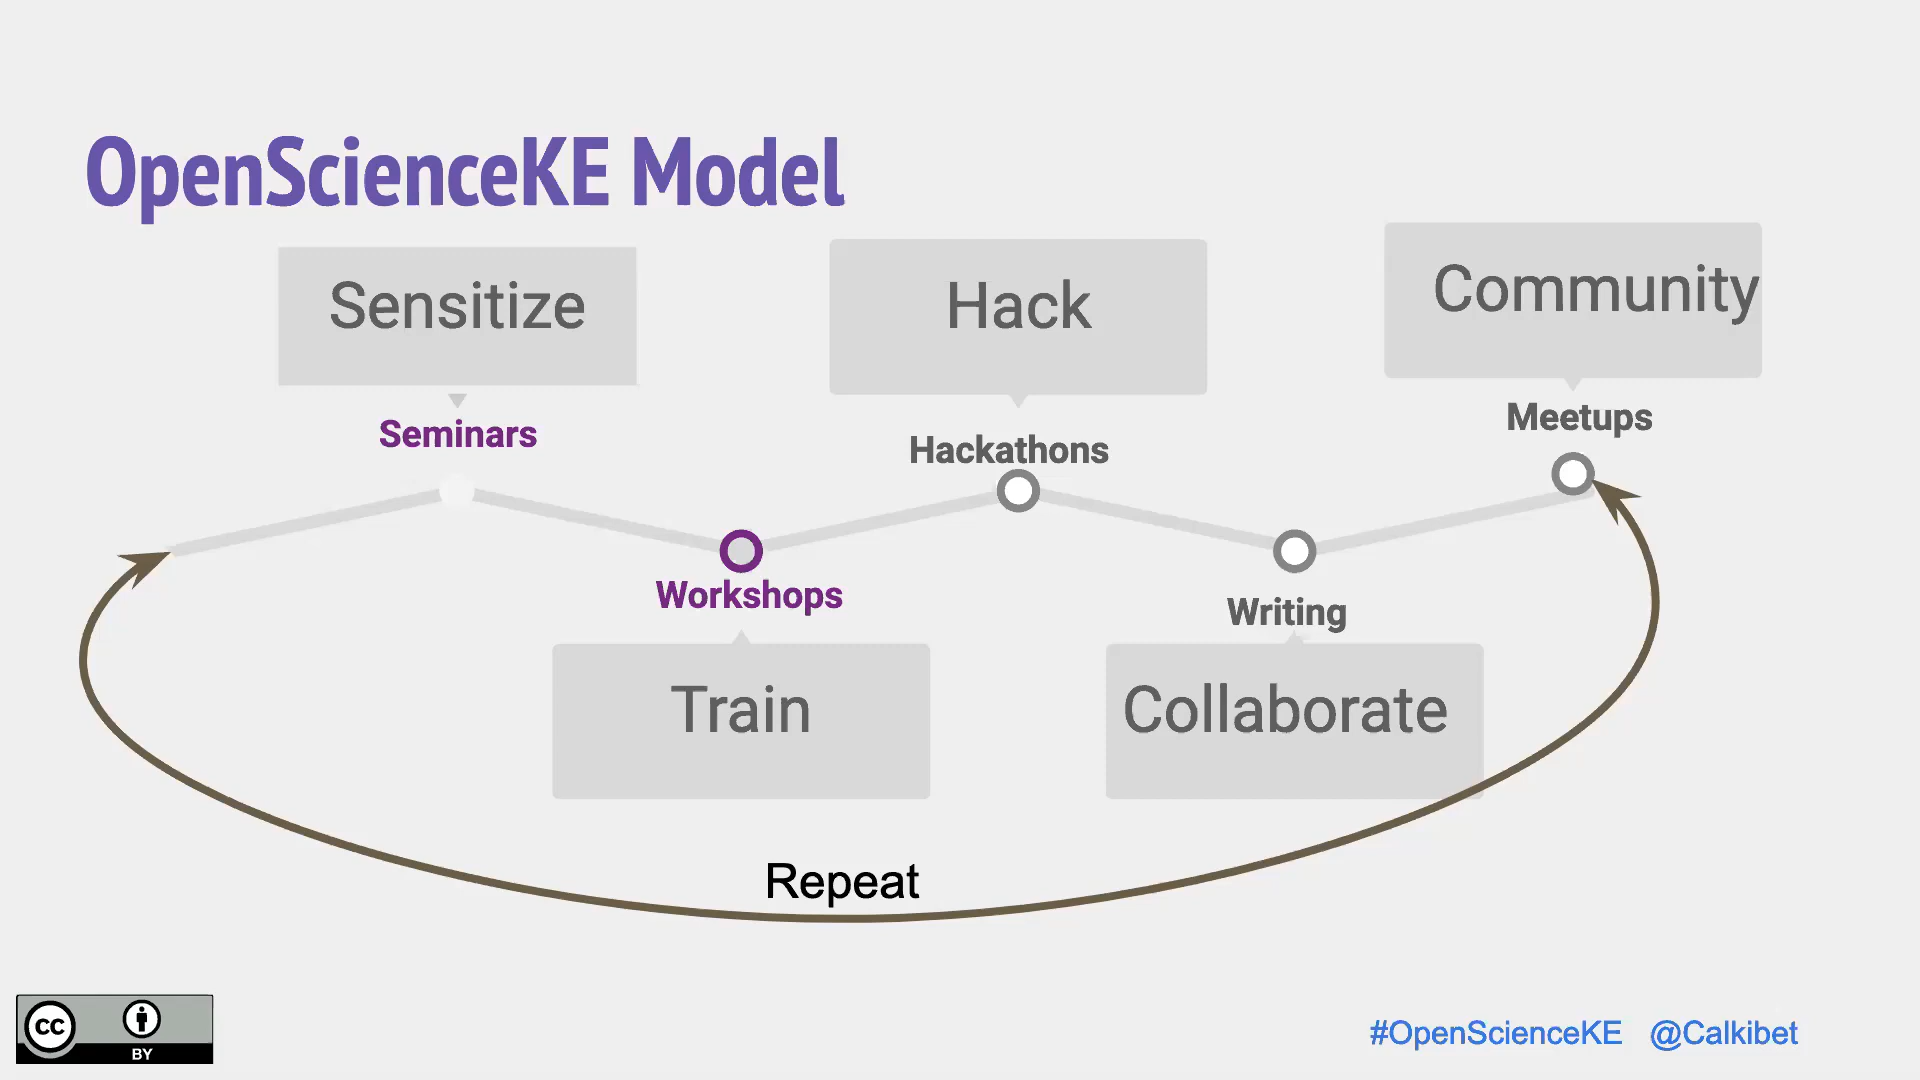 OpenScienceKE Model
Sensitize
Seminars
Workshops
Train
Hack
Hackathons
Writing
Collaborate
Community
Meetups
Repeat
cc
BY
#OpenScienceKE @Calkibet